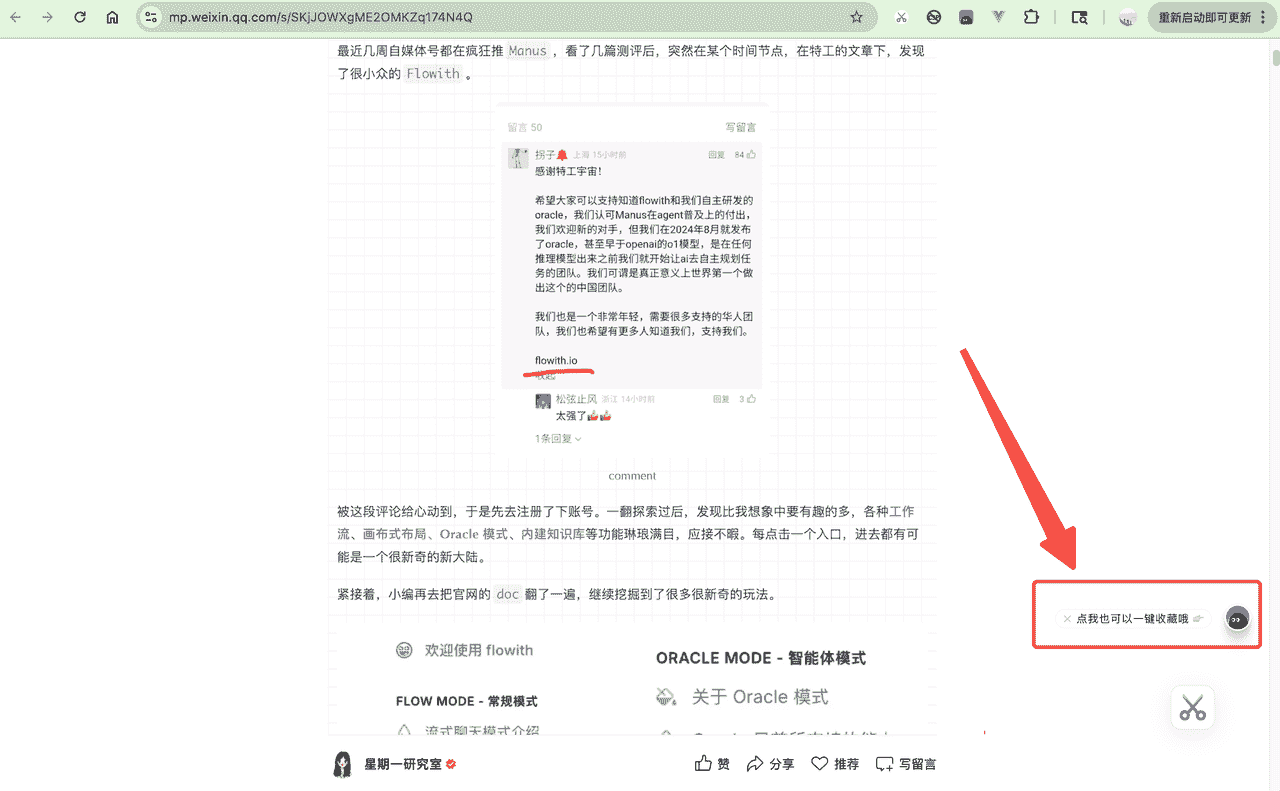 mp.weixin.qq.com/s/SKjJOWXgME2OMKZq174N4Q
重新启动即可更新
最近几周自媒体号都在疯狂推 Manus ，看了几篇测评后，突然在某个时间节点，在特工的文章下，发现
了很小众的 Flowith 。
留言 50
写留言
拐子 上海 15小时前
回复 84
感谢特工宇宙！
希望大家可以支持知道flowith和我们自主研发的
oracle，我们认可Manus在agent普及上的付出，
我们欢迎新的对手，但我们在2024年8月就发布
了oracle，甚至早于openai的o1模型，是在任何
推理模型出来之前我们就开始让ai去自主规划任
务的团队。我们可谓是真正意义上世界第一个做
出这个的中国团队。
我们也是一个非常年轻，需要很多支持的华人团
队，我们也希望有更多人知道我们，支持我们。
flowith.io
收起
松弦止风 浙江 14小时前
回复 3
太强了
1条回复
comment
被这段评论给心动到，于是先去注册了下账号。一翻探索过后，发现比我想象中要有趣的多，各种工作
流、画布式布局、Oracle 模式、内建知识库等功能琳琅满目，应接不暇。每点击一个入口，进去都有可
能是一个很新奇的新大陆。
紧接着，小编再去把官网的 doc 翻了一遍，继续挖掘到了很多很新奇的玩法。
点我也可以一键收藏哦
欢迎使用 flowith
ORACLE MODE - 智能体模式
FLOW MODE - 常规模式
关于 Oracle 模式
流式聊天模式介绍
星期一研究室
赞
分享
推荐
写留言